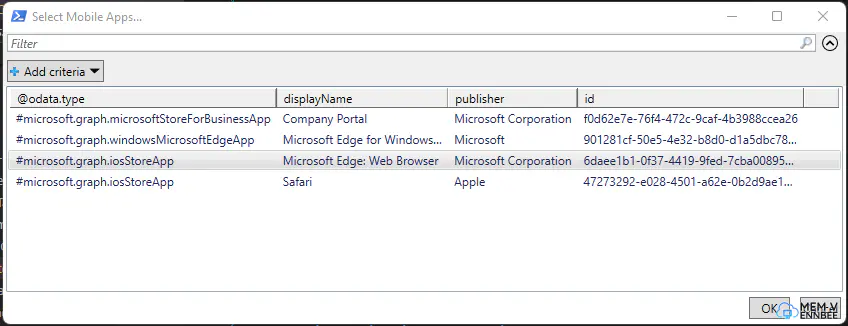 Select Mobile Apps...
Filter
Add criteria
@odata.type displayName publisher id
#microsoft.graph.microsoftStoreForBusinessApp Company Portal Microsoft Corporation f0d62e7e-76f4-472c-9caf-4b3988ccea26
#microsoft.graph.windowsMicrosoftEdgeApp Microsoft Edge for Windows... Microsoft 901281cf-50e5-4e32-b8d0-d1a5dbc78...
#microsoft.graph.iosStoreApp Microsoft Edge: Web Browser Microsoft Corporation 6daee1b1-0f37-4419-9fed-7cba00895...
#microsoft.graph.iosStoreApp Safari Apple 47273292-e028-4501-a62e-0b2d9ae1...
OK
MEM-V
ENNBEE